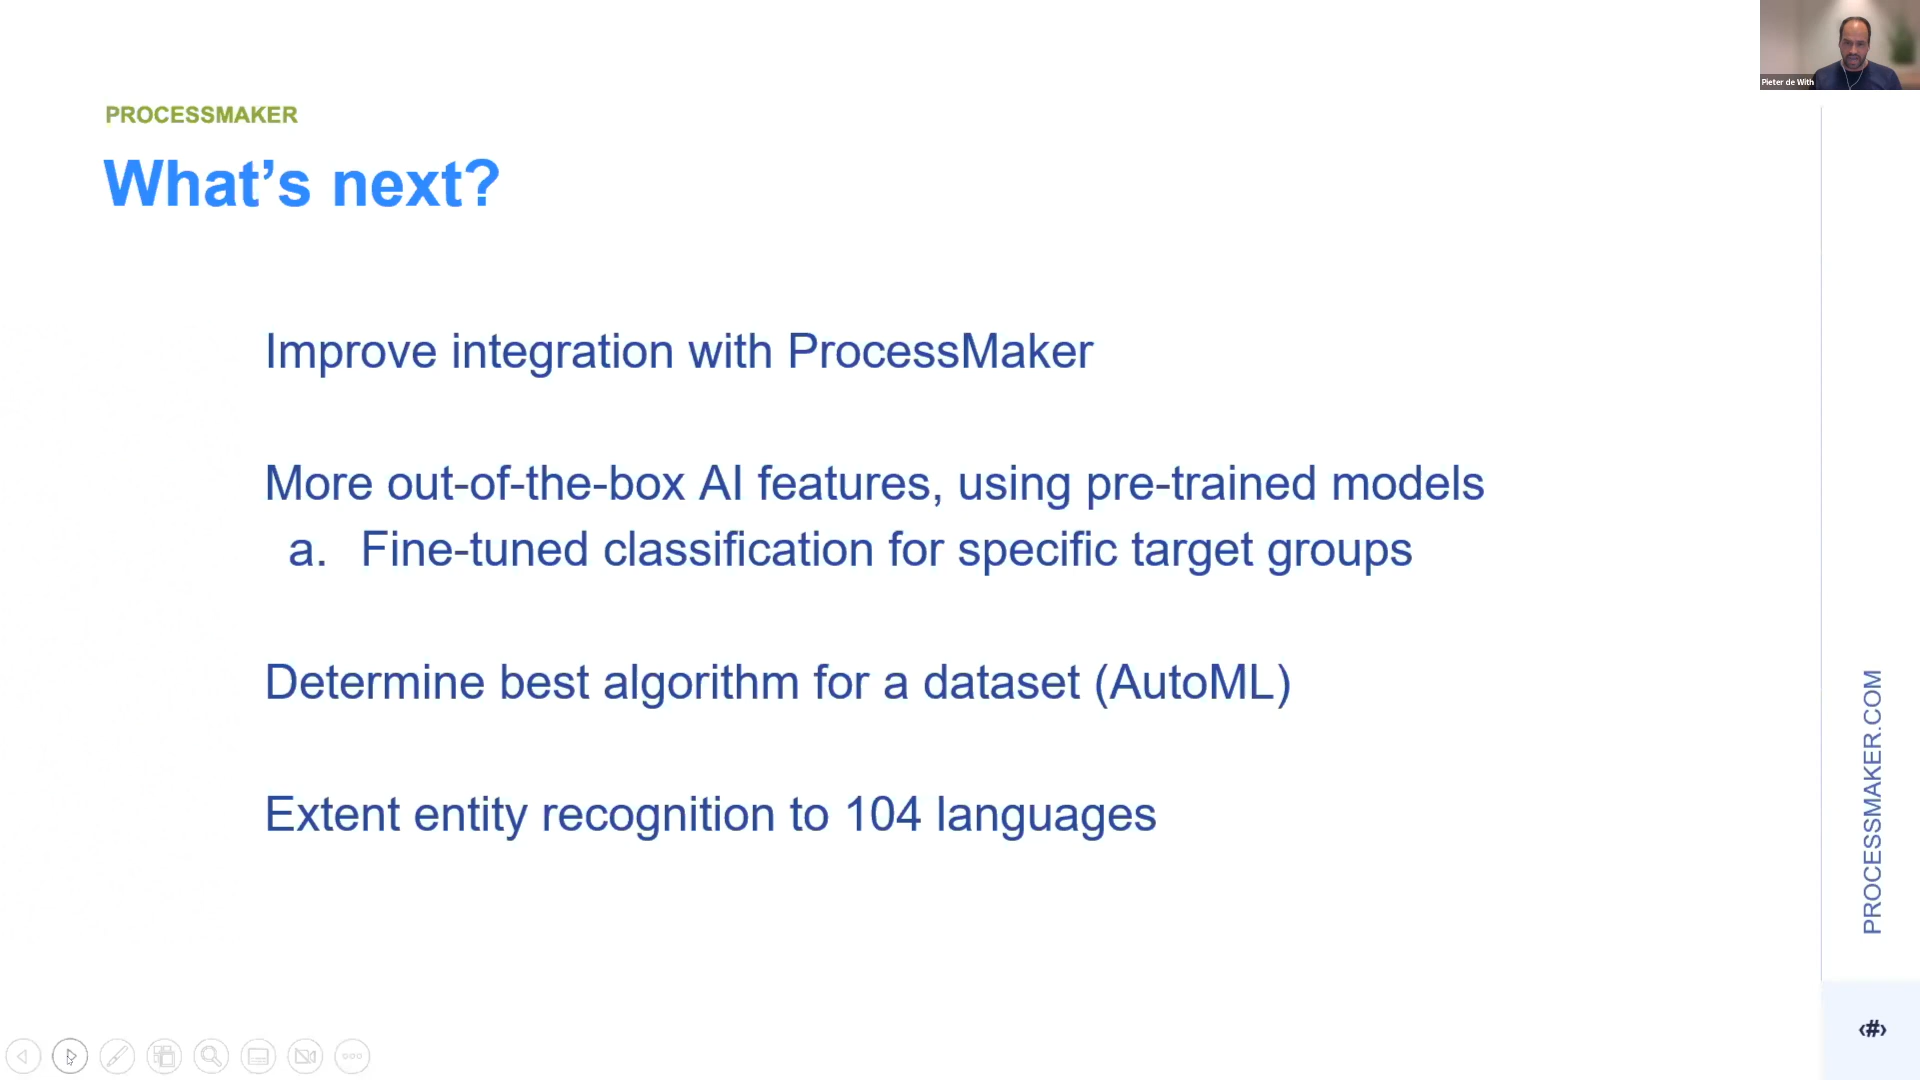 Pieter de With
PROCESSMAKER
What’s next?
Improve integration with ProcessMaker
More out-of-the-box AI features, using pre-trained models
a. Fine-tuned classification for specific target groups
Determine best algorithm for a dataset (AutoML)
Extent entity recognition to 104 languages
PROCESSMAKER.COM
‹#›